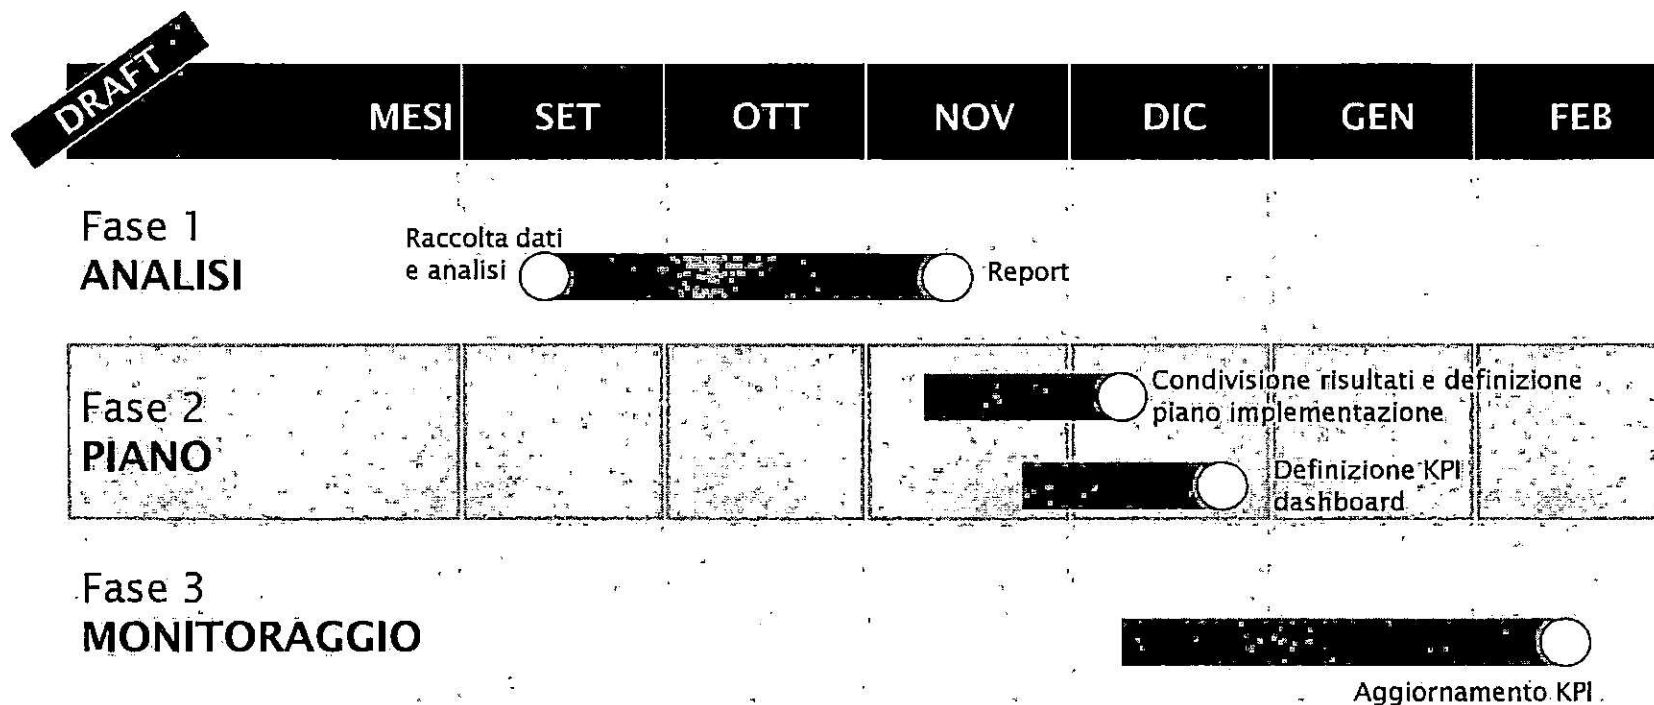 DRAFT
MESI SET OTT NOV DIC GEN FEB
Fase 1
ANALISI
Raccolta dati
e analisi
Report
Fase 2
PIANO
Condivisione risultati e definizione
piano implementazione
Definizione KPI
dashboard
Fase 3
MONITORAGGIO
Aggiornamento KPI